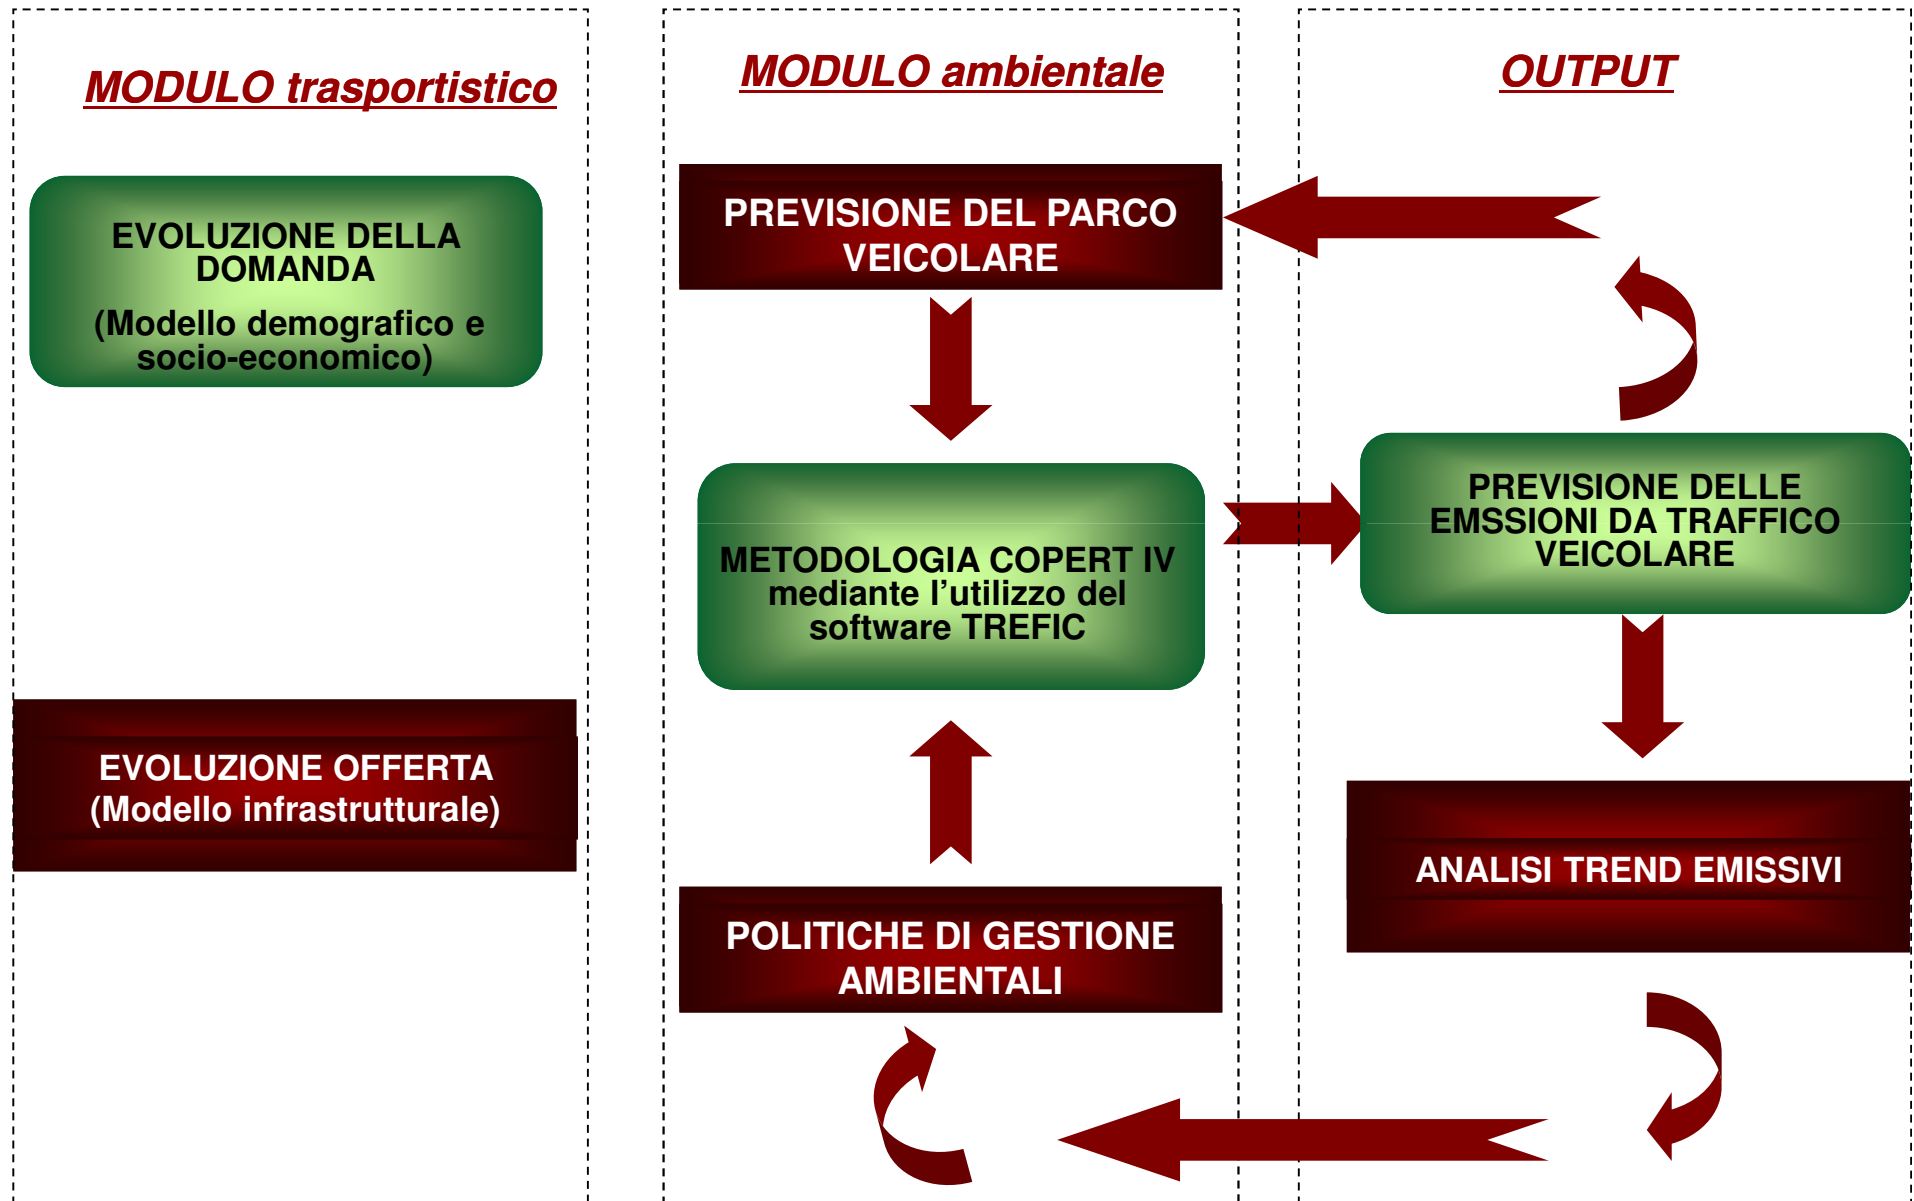 MODULO trasportistico
EVOLUZIONE DELLA
DOMANDA
(Modello demografico e
socio-economico)
EVOLUZIONE OFFERTA
(Modello infrastrutturale)
MODULO ambientale
PREVISIONE DEL PARCO
VEICOLARE
METODOLOGIA COPERT IV
mediante l’utilizzo del
software TREFIC
POLITICHE DI GESTIONE
AMBIENTALI
OUTPUT
PREVISIONE DELLE
EMSSIONI DA TRAFFICO
VEICOLARE
ANALISI TREND EMISSIVI